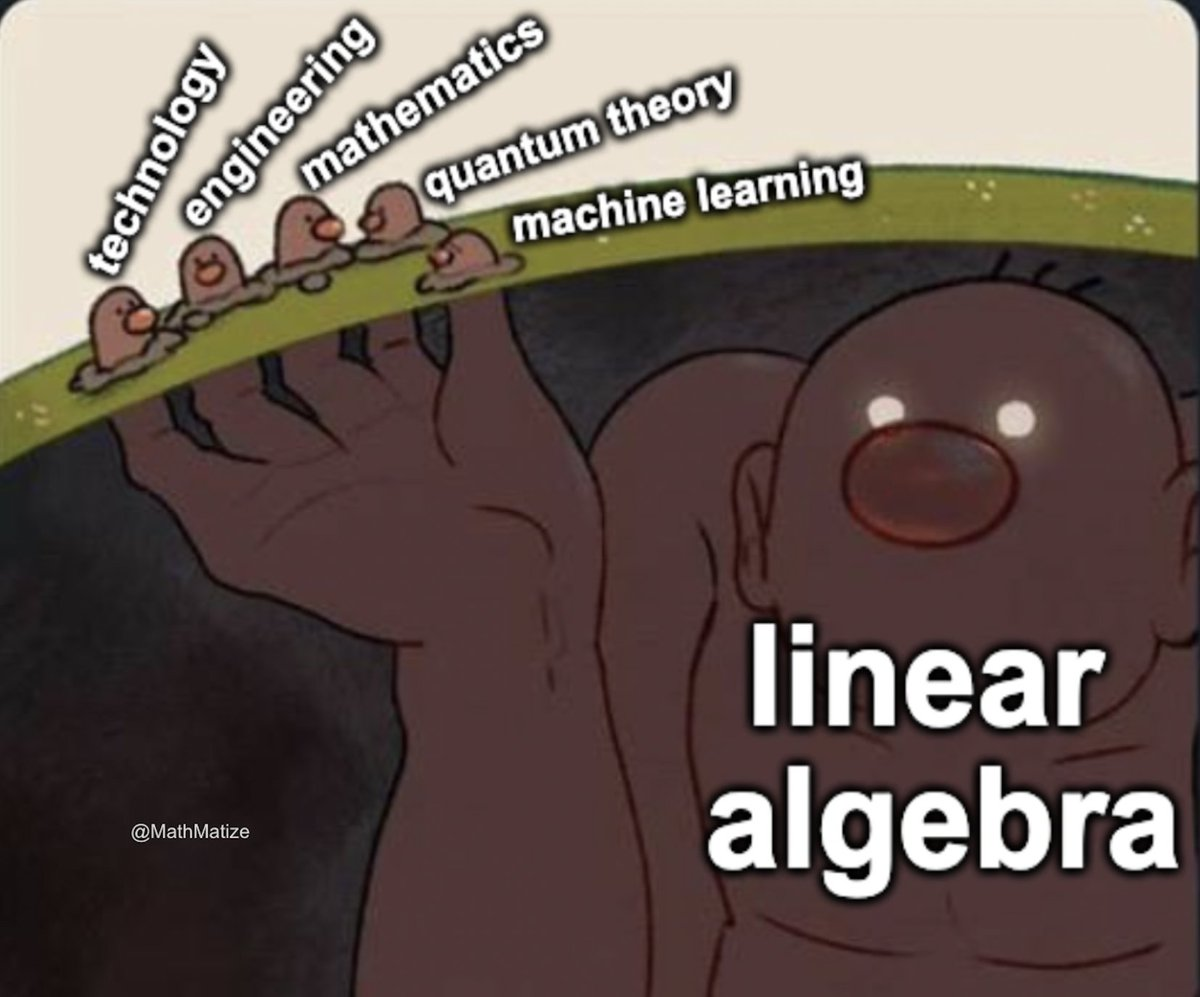 technology
engineering
mathematics
quantum theory
machine learning
linear
algebra
@MathMatize